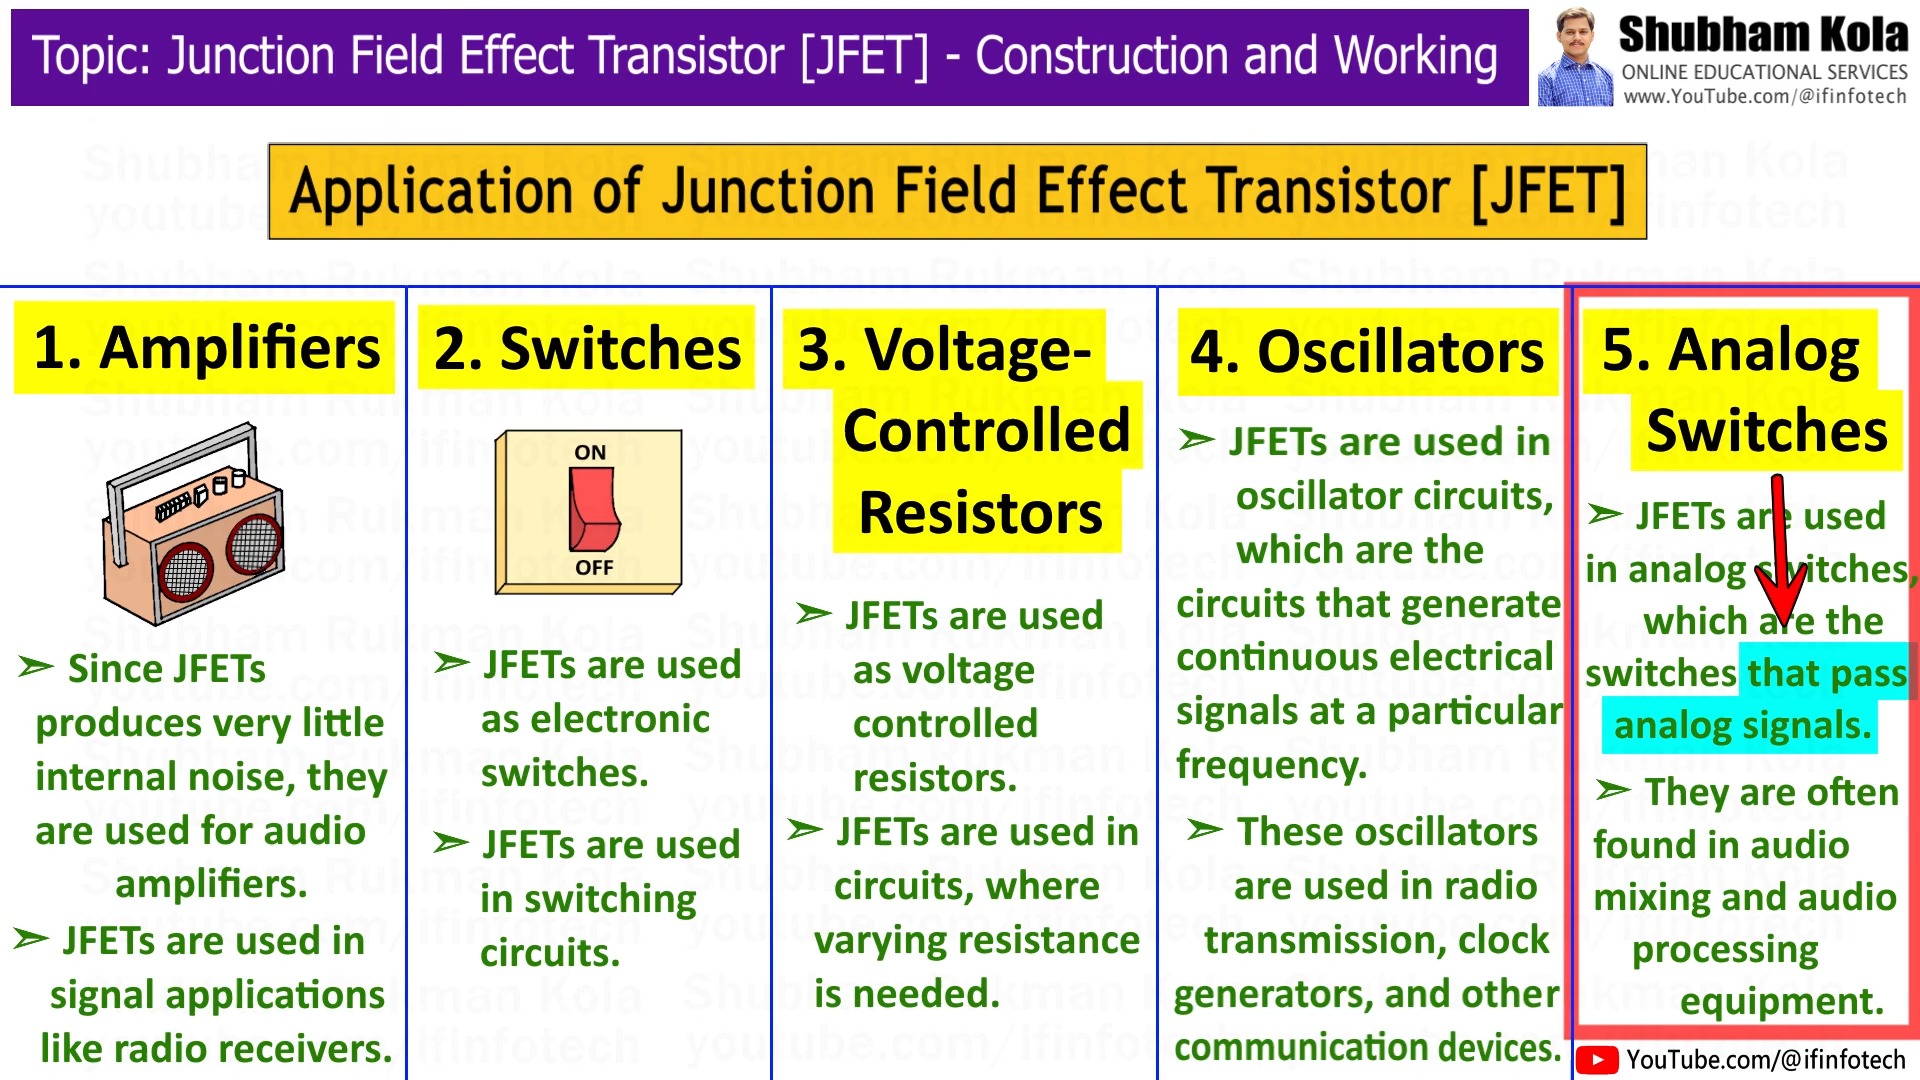 Topic: Junction Field Effect Transistor [JFET] - Construction and Working
Shubham Kola
ONLINE EDUCATIONAL SERVICES
www.YouTube.com/@ifinfotech
Application of Junction Field Effect Transistor [JFET]
1. Amplifiers
➢ Since JFETs
produces very little
internal noise, they
are used for audio
amplifiers.
➢ JFETs are used in
signal applications
like radio receivers.
2. Switches
ON
OFF
➢ JFETs are used
as electronic
switches.
➢ JFETs are used
in switching
circuits.
3. Voltage-
Controlled
Resistors
➢ JFETs are used
as voltage
controlled
resistors.
➢ JFETs are used in
circuits, where
varying resistance
is needed.
4. Oscillators
➢ JFETs are used in
oscillator circuits,
which are the
circuits that generate
continuous electrical
signals at a particular
frequency.
➢ These oscillators
are used in radio
transmission, clock
generators, and other
communication devices.
5. Analog
Switches
➢ JFETs are used
in analog switches,
which are the
switches that pass
analog signals.
➢ They are often
found in audio
mixing and audio
processing
equipment.
YouTube.com/@ifinfotech
Shubham Rukman Kola
youtube.com/ifinfotech